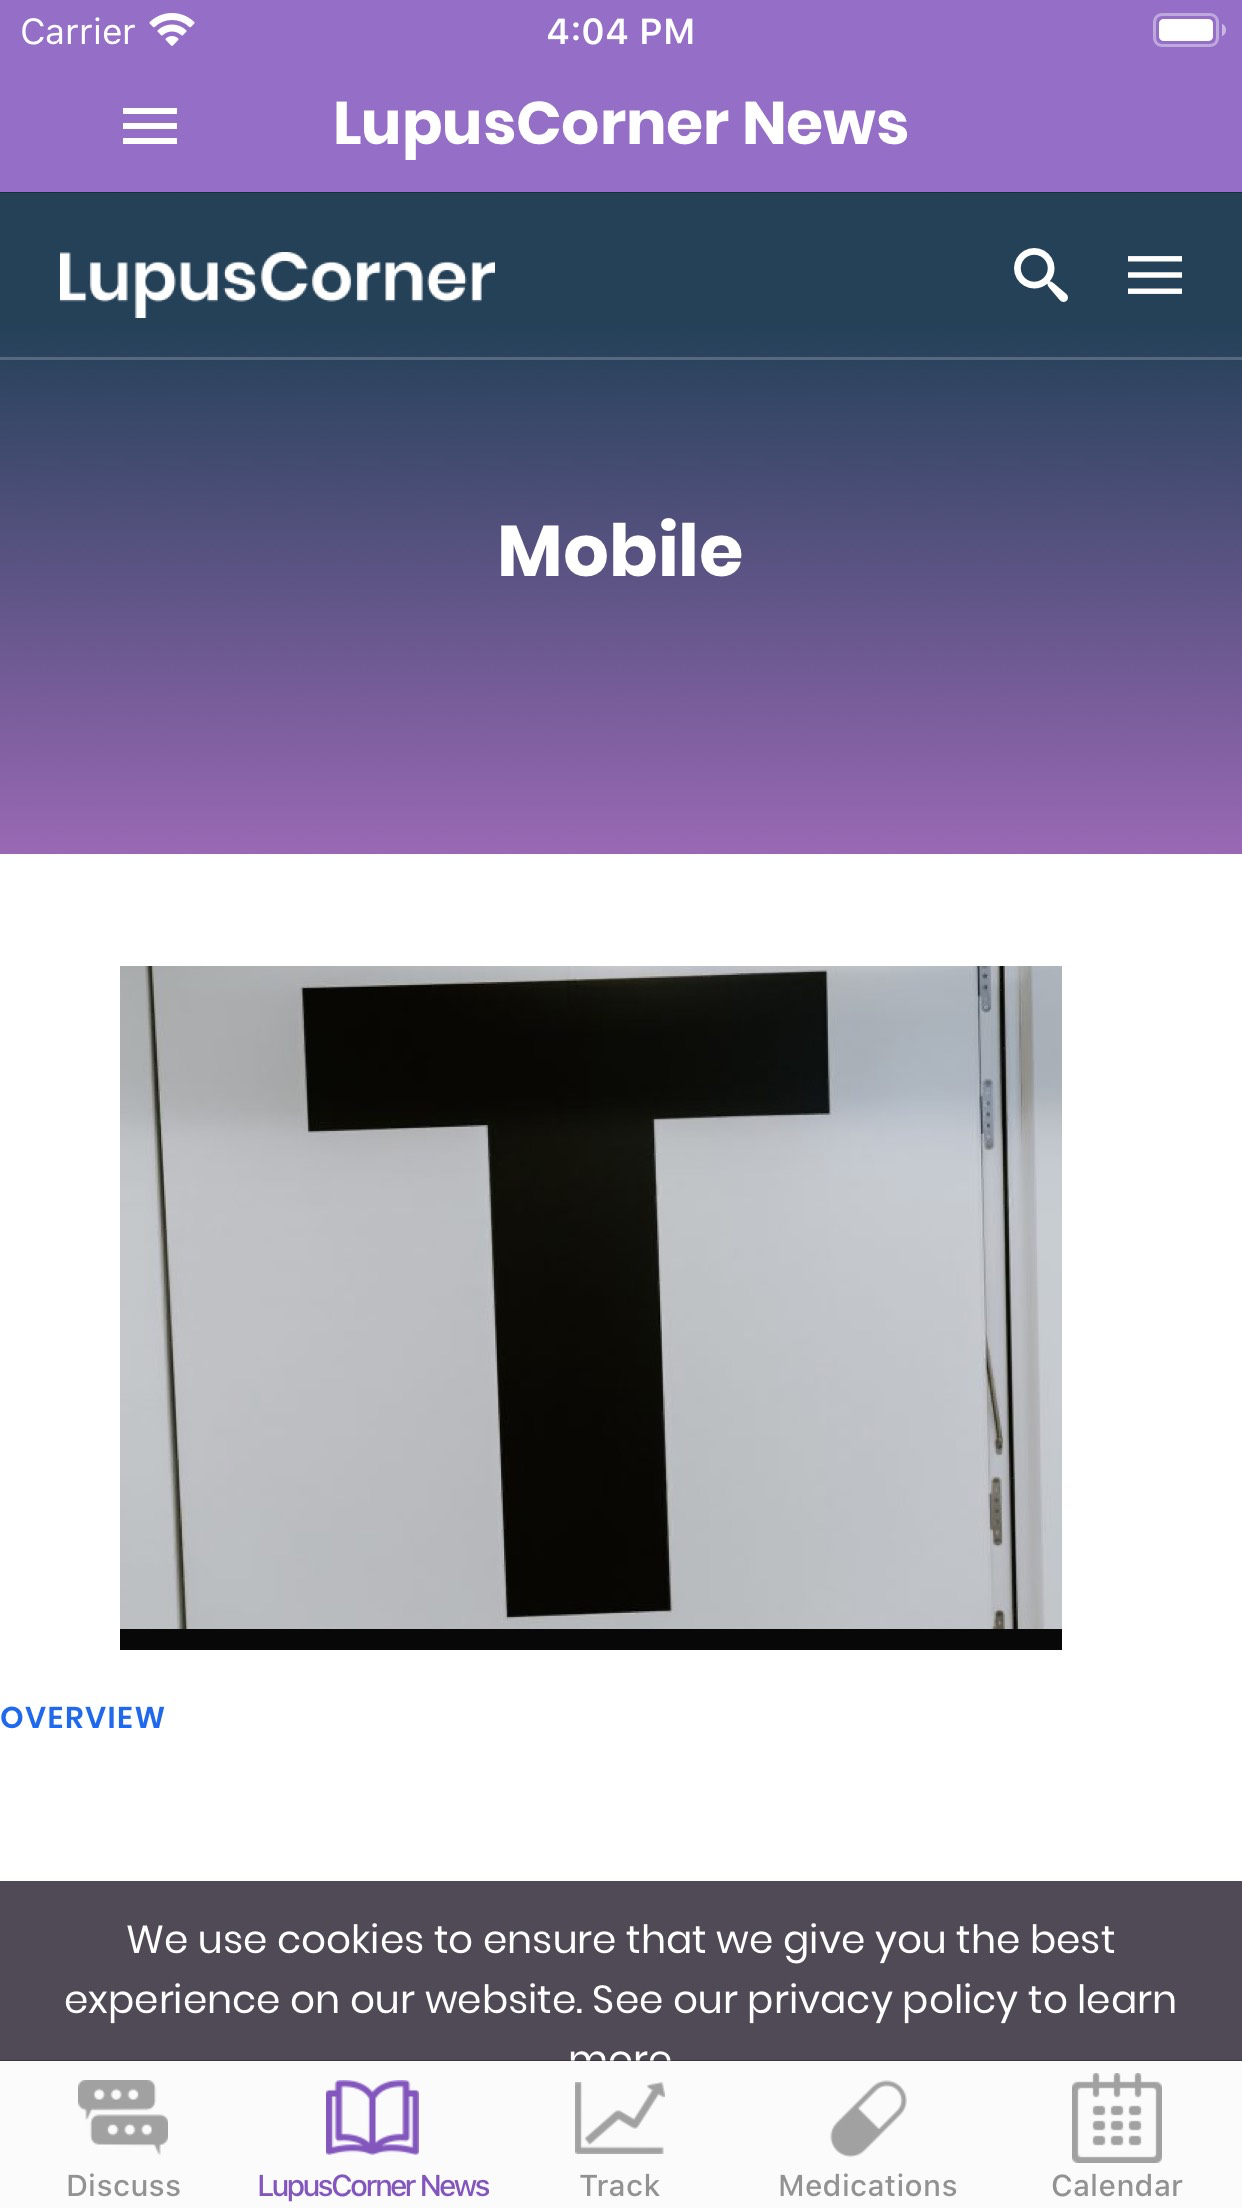 Carrier 4:04 PM
LupusCorner News
LupusCorner
Mobile
T
OVERVIEW
We use cookies to ensure that we give you the best
experience on our website. See our privacy policy to learn
more
Discuss LupusCorner News Track Medications Calendar